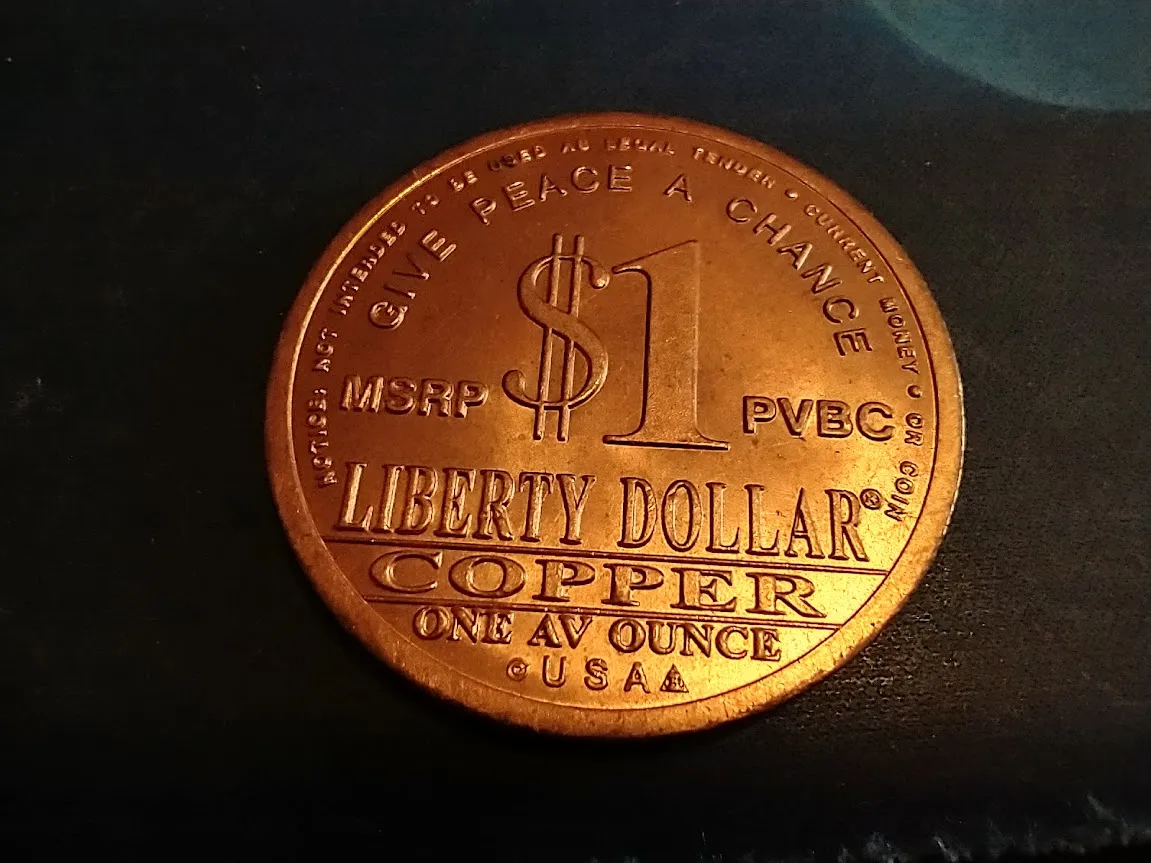 NOTICE: NOT INTENDED TO BE USED AS LEGAL TENDER • CURRENT MONEY • OR COIN
GIVE PEACE A CHANCE
$1
MSRP PVBC
LIBERTY DOLLAR®
COPPER
ONE AV OUNCE
© USA